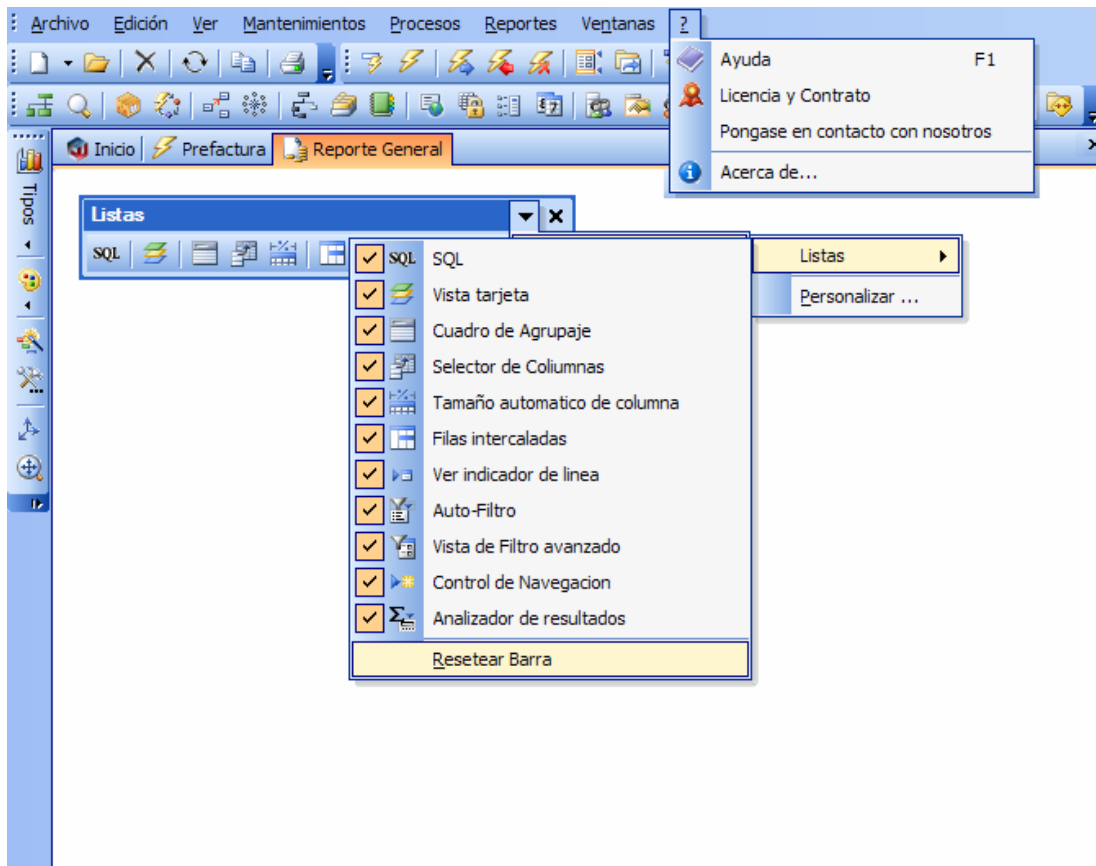 Archivo Edición Ver Mantenimientos Procesos Reportes Ventanas ?
Ayuda F1
Licencia y Contrato
Pongase en contacto con nosotros
Acerca de...
Inicio Prefactura Reporte General
Tipos
Listas
SQL
SQL SQL
Vista tarjeta
Cuadro de Agrupaje
Selector de Coliumnas
Tamaño automatico de columna
Filas intercaladas
Ver indicador de linea
Auto-Filtro
Vista de Filtro avanzado
Control de Navegacion
Analizador de resultados
Resetear Barra
Listas
Personalizar ...